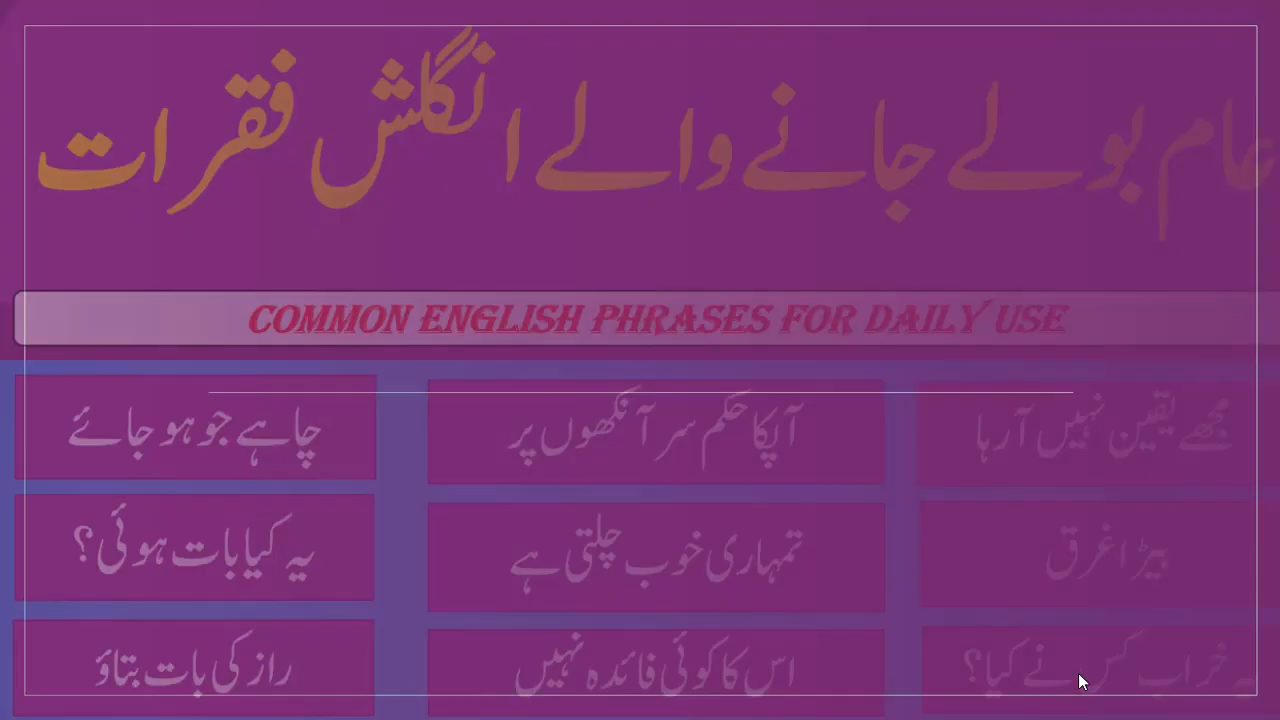 عام بولے جانے والے انگلش فقرات
COMMON ENGLISH PHRASES FOR DAILY USE
مجھے یقین نہیں آرہا
آپکا حکم سر آنکھوں پر
چاہے جو ہو جائے
بیڑا غرق
تمہاری خوب چلتی ہے
یہ کیا بات ہوئی؟
یہ خراب کس نے کیا؟
اس کا کوئی فائدہ نہیں
راز کی بات بتاؤ